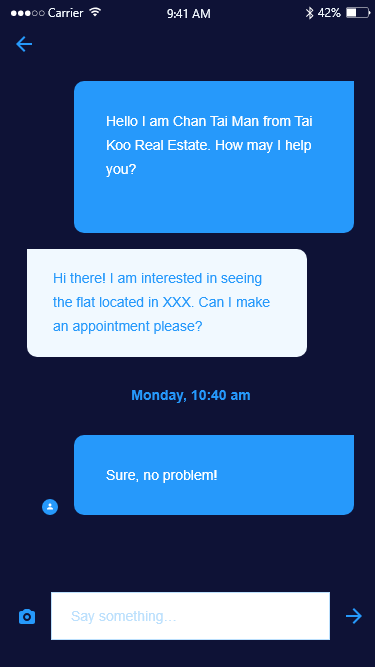 Carrier 9:41 AM 42%
Hello I am Chan Tai Man from Tai
Koo Real Estate. How may I help
you?
Hi there! I am interested in seeing
the flat located in XXX. Can I make
an appointment please?
Monday, 10:40 am
Sure, no problem!
Say something...